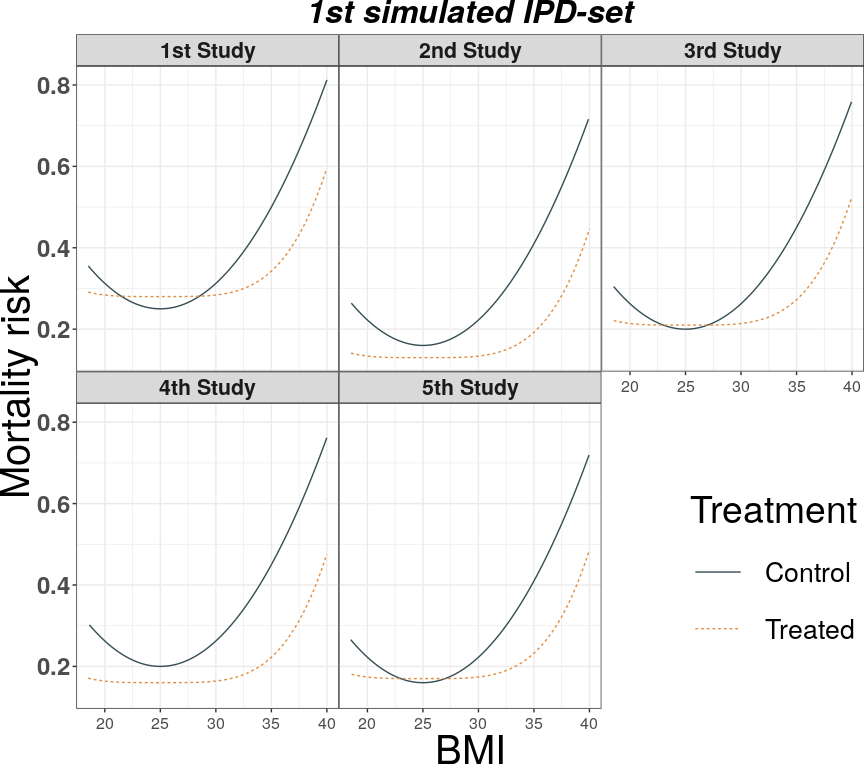 1st simulated IPD-set
1st Study
2nd Study
3rd Study
0.8
0.6
0.4
0.2
20 25 30 35 40
4th Study
5th Study
0.8
0.6
0.4
0.2
20 25 30 35 40
20 25 30 35 40
Mortality risk
BMI
Treatment
Control
Treated